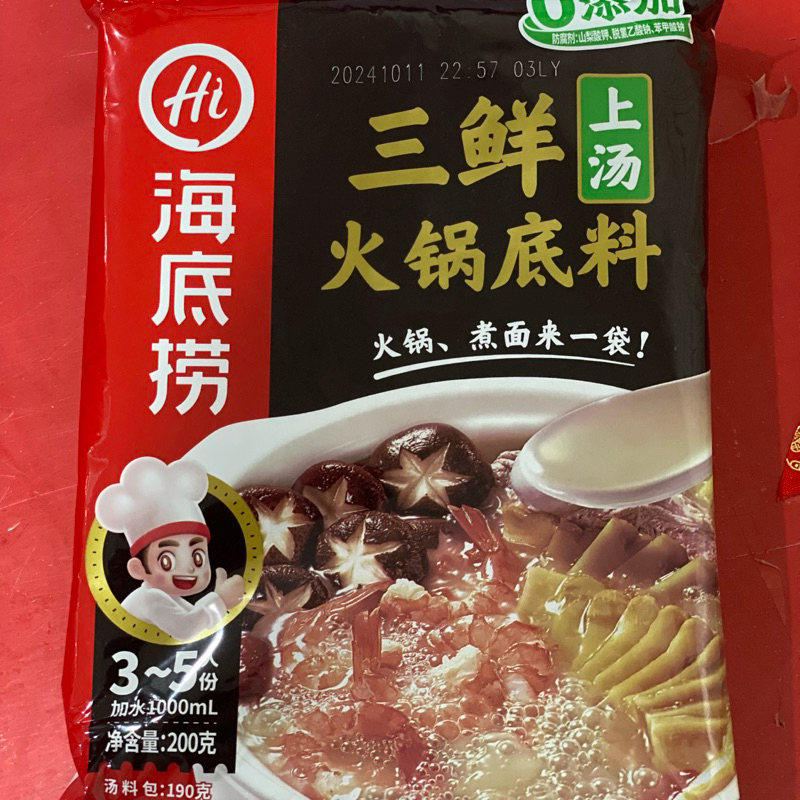 0添加
防腐剂:山梨酸钾、脱氢乙酸钠、苯甲酸钠
20241011 22:57 03LY
Hi
海底捞
三鲜
上汤
火锅底料
火锅、煮面来一袋!
3~5人份
加水1000mL
净含量:200克
汤料包:190克